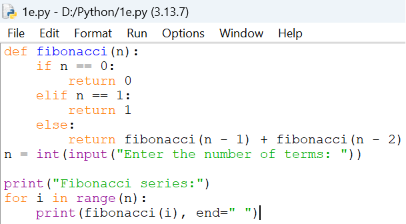 1e.py - D:/Python/1e.py (3.13.7)
File Edit Format Run Options Window Help
def fibonacci(n):
    if n == 0:
        return 0
    elif n == 1:
        return 1
    else:
        return fibonacci(n - 1) + fibonacci(n - 2)
n = int(input("Enter the number of terms: "))

print("Fibonacci series:")
for i in range(n):
    print(fibonacci(i), end=" ")